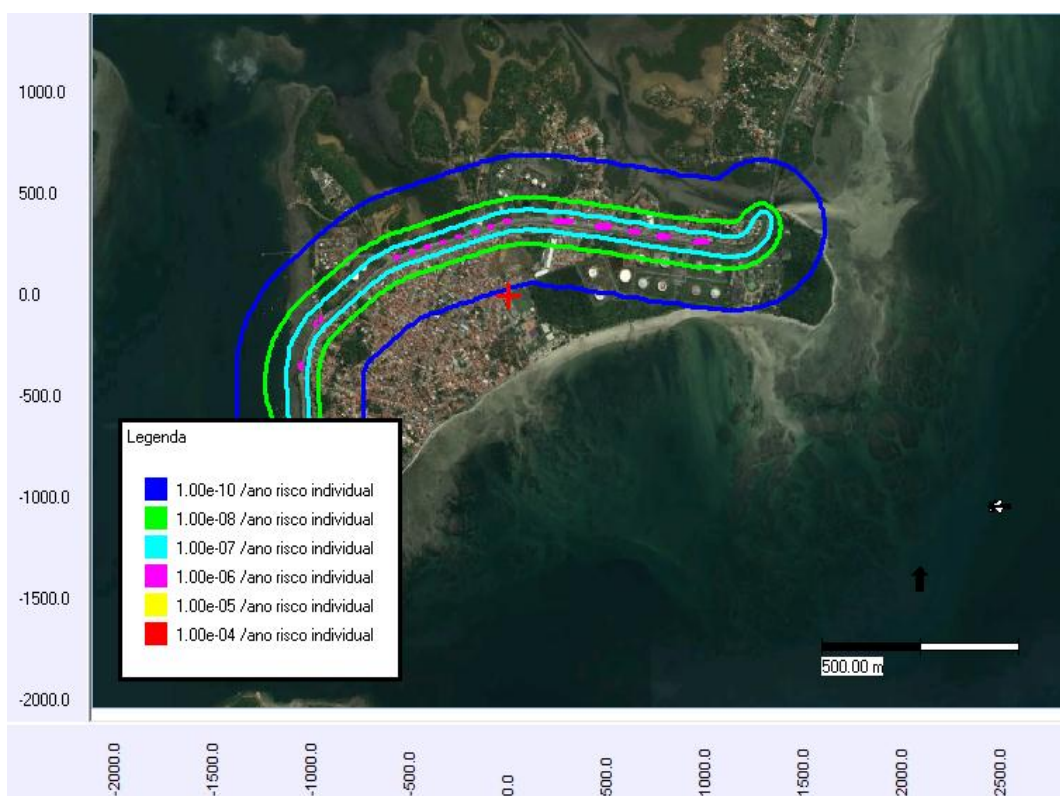 1000.0
500.0
0.0
-500.0
-1000.0
-1500.0
-2000.0
Legenda
1.00e-10 /ano risco individual
1.00e-08 /ano risco individual
1.00e-07 /ano risco individual
1.00e-06 /ano risco individual
1.00e-05 /ano risco individual
1.00e-04 /ano risco individual
500.00 m
-2000.0
-1500.0
-1000.0
-500.0
0.0
500.0
1000.0
1500.0
2000.0
2500.0